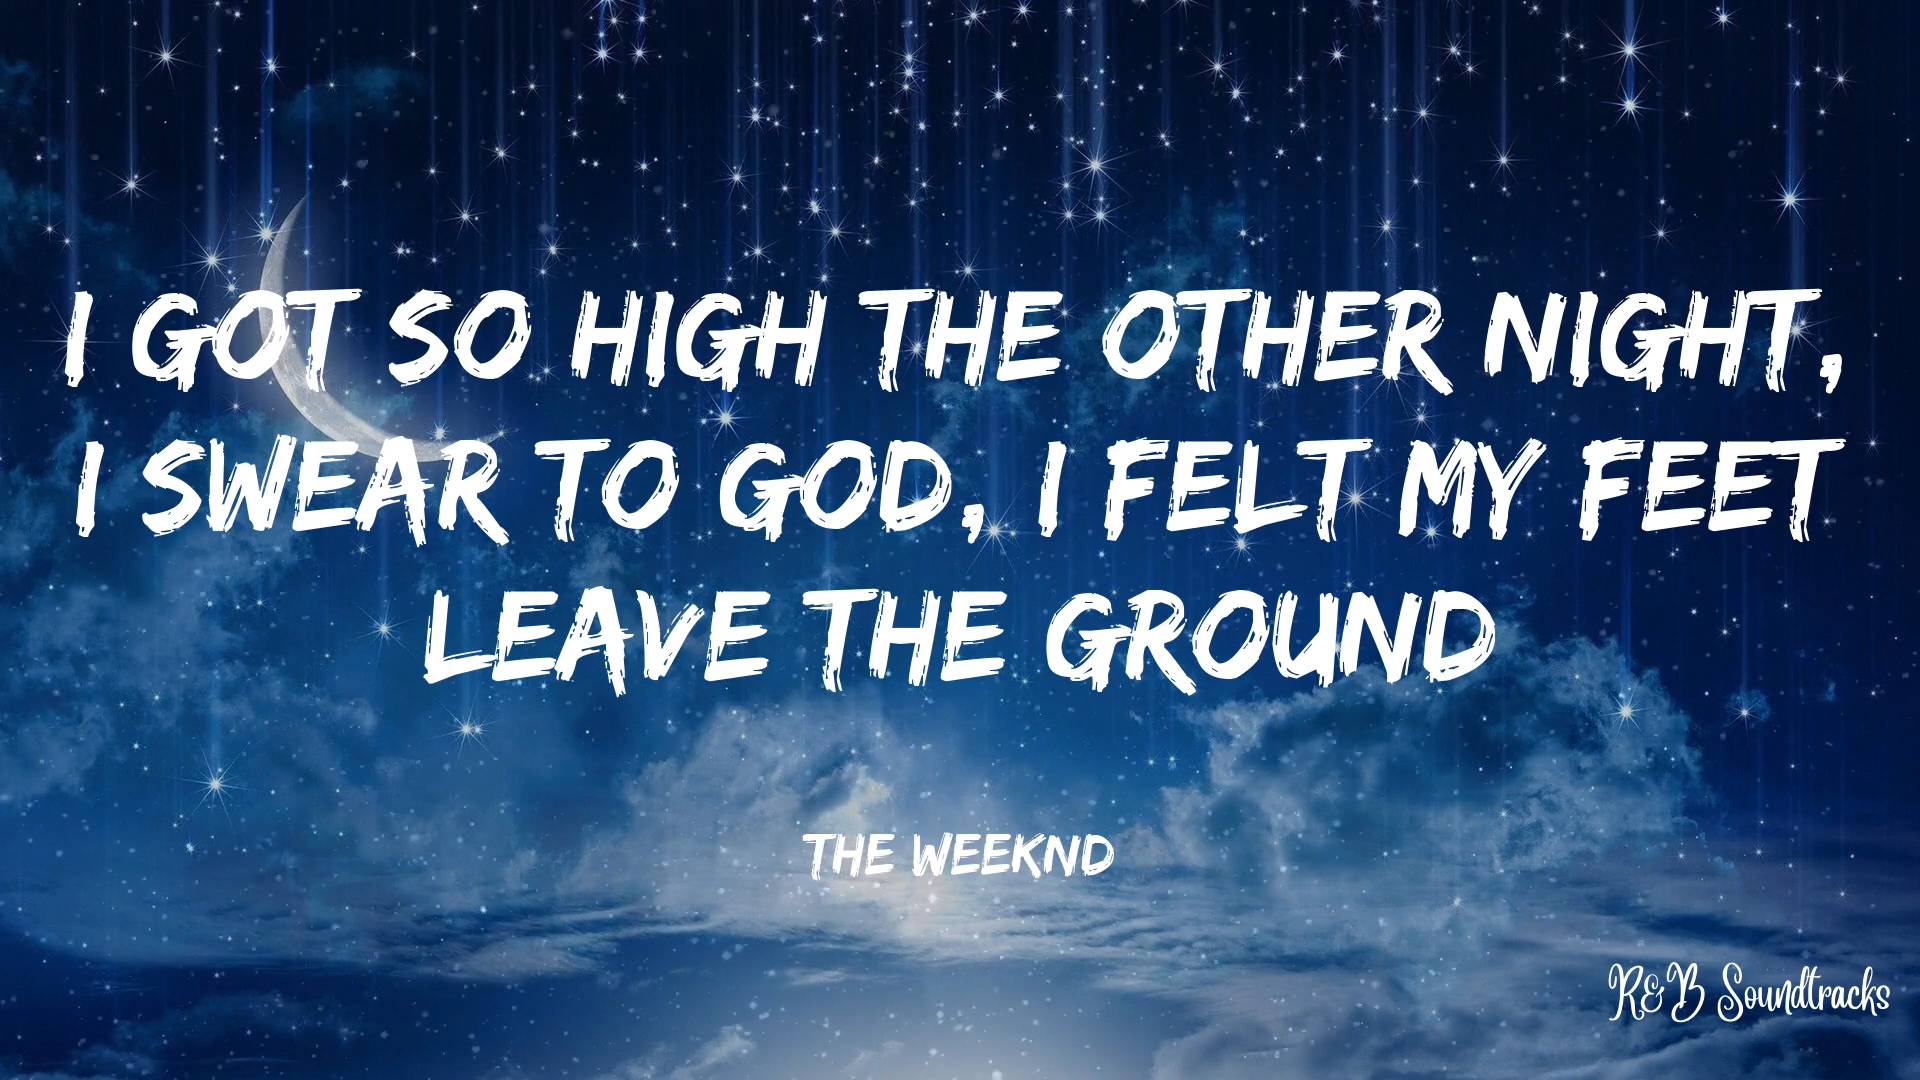 I GOT SO HIGH THE OTHER NIGHT,
I SWEAR TO GOD, I FELT MY FEET
LEAVE THE GROUND
THE WEEKND
R&B Soundtracks